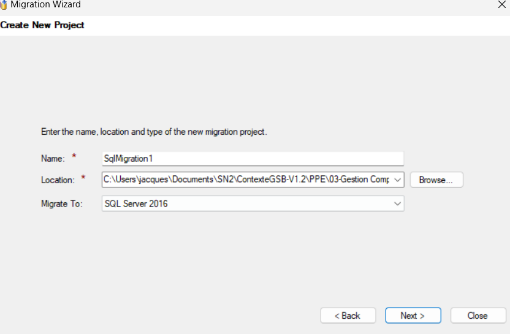 Migration Wizard
Create New Project
Enter the name, location and type of the new migration project.
Name: * SqlMigration1
Location: * C:\Users\jacques\Documents\SN2\ContexteGSB-V1.2\PPE\03-Gestion Comp Browse...
Migrate To: SQL Server 2016
< Back Next > Close